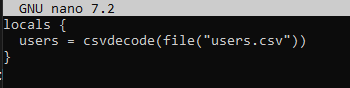 GNU nano 7.2
locals {
  users = csvdecode(file("users.csv"))
}